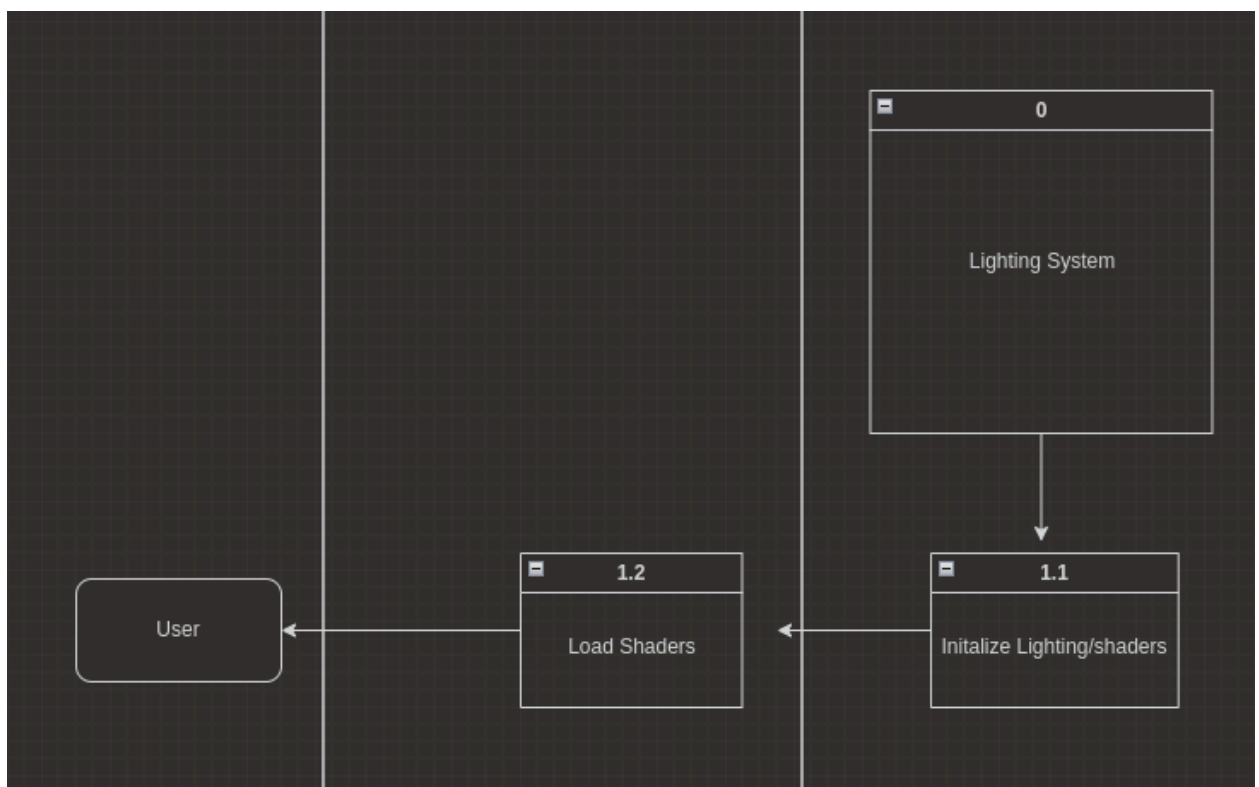 0
Lighting System
1.2
Load Shaders
1.1
Initalize Lighting/shaders
User